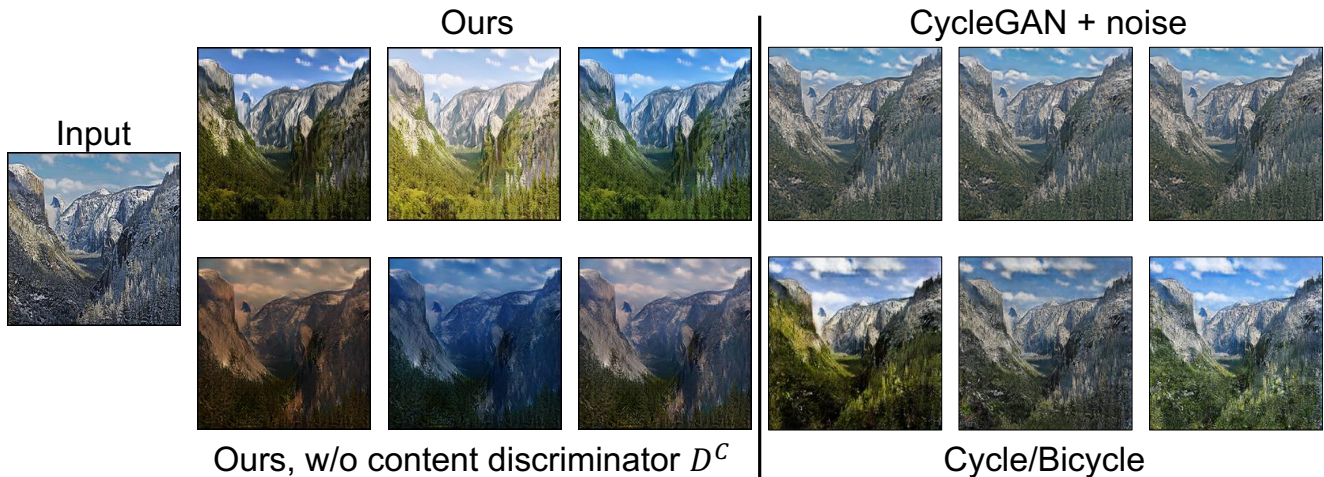 Ours
CycleGAN + noise
Input
Ours, w/o content discriminator D^C
Cycle/Bicycle